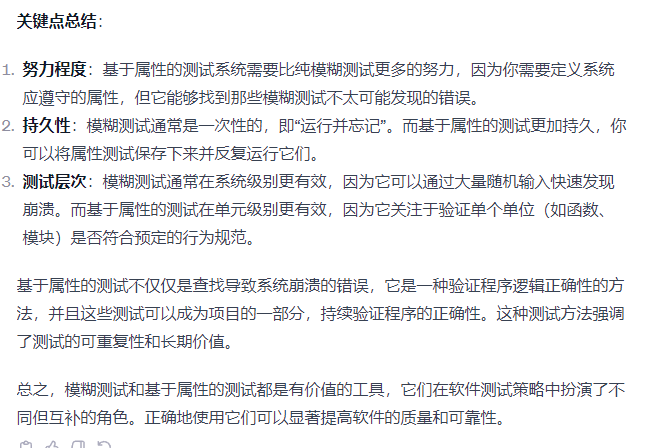 关键点总结：
1. 努力程度：基于属性的测试系统需要比纯模糊测试更多的努力，因为你需要定义系统
应遵守的属性，但它能够找到那些模糊测试不太可能发现的错误。
2. 持久性：模糊测试通常是一次性的，即“运行并忘记”。而基于属性的测试更加持久，你
可以将属性测试保存下来并反复运行它们。
3. 测试层次：模糊测试通常在系统级别更有效，因为它可以通过大量随机输入快速发现
崩溃。而基于属性的测试在单元级别更有效，因为它关注于验证单个单位（如函数、
模块）是否符合预定的行为规范。
基于属性的测试不仅仅是查找导致系统崩溃的错误，它是一种验证程序逻辑正确性的方
法，并且这些测试可以成为项目的一部分，持续验证程序的正确性。这种测试方法强调
了测试的可重复性和长期价值。
总之，模糊测试和基于属性的测试都是有价值的工具，它们在软件测试策略中扮演了不
同但互补的角色。正确地使用它们可以显著提高软件的质量和可靠性。